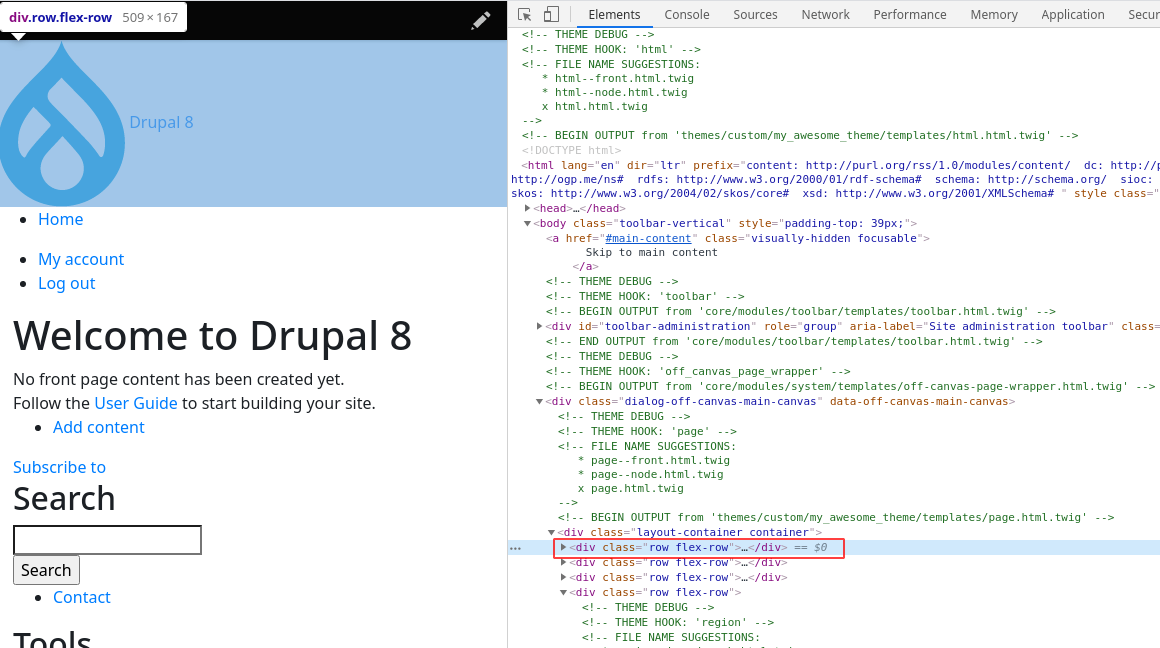 div.row.flex-row 509 × 167
Drupal 8
Home
My account
Log out
Welcome to Drupal 8
No front page content has been created yet.
Follow the User Guide to start building your site.
Add content
Subscribe to
Search
Search
Contact
Tools
Elements Console Sources Network Performance Memory Application Secur
<!-- THEME DEBUG -->
<!-- THEME HOOK: 'html' -->
<!-- FILE NAME SUGGESTIONS:
* html--front.html.twig
* html--node.html.twig
x html.html.twig
-->
<!-- BEGIN OUTPUT from 'themes/custom/my_awesome_theme/templates/html.html.twig' -->
<!DOCTYPE html>
<html lang="en" dir="ltr" prefix="content: http://purl.org/rss/1.0/modules/content/  dc: http://p
http://ogp.me/ns#  rdfs: http://www.w3.org/2000/01/rdf-schema#  schema: http://schema.org/  sioc:
skos: http://www.w3.org/2004/02/skos/core#  xsd: http://www.w3.org/2001/XMLSchema# " style class="
<head>…</head>
<body class="toolbar-vertical" style="padding-top: 39px;">
<a href="#main-content" class="visually-hidden focusable">
Skip to main content
</a>
<!-- THEME DEBUG -->
<!-- THEME HOOK: 'toolbar' -->
<!-- BEGIN OUTPUT from 'core/modules/toolbar/templates/toolbar.html.twig' -->
<div id="toolbar-administration" role="group" aria-label="Site administration toolbar" class=
<!-- END OUTPUT from 'core/modules/toolbar/templates/toolbar.html.twig' -->
<!-- THEME DEBUG -->
<!-- THEME HOOK: 'off_canvas_page_wrapper' -->
<!-- BEGIN OUTPUT from 'core/modules/system/templates/off-canvas-page-wrapper.html.twig' -->
<div class="dialog-off-canvas-main-canvas" data-off-canvas-main-canvas>
<!-- THEME DEBUG -->
<!-- THEME HOOK: 'page' -->
<!-- FILE NAME SUGGESTIONS:
* page--front.html.twig
* page--node.html.twig
x page.html.twig
-->
<!-- BEGIN OUTPUT from 'themes/custom/my_awesome_theme/templates/page.html.twig' -->
<div class="layout-container container">
<div class="row flex-row">…</div> == $0
<div class="row flex-row">…</div>
<div class="row flex-row">…</div>
<div class="row flex-row">
<!-- THEME DEBUG -->
<!-- THEME HOOK: 'region' -->
<!-- FILE NAME SUGGESTIONS: